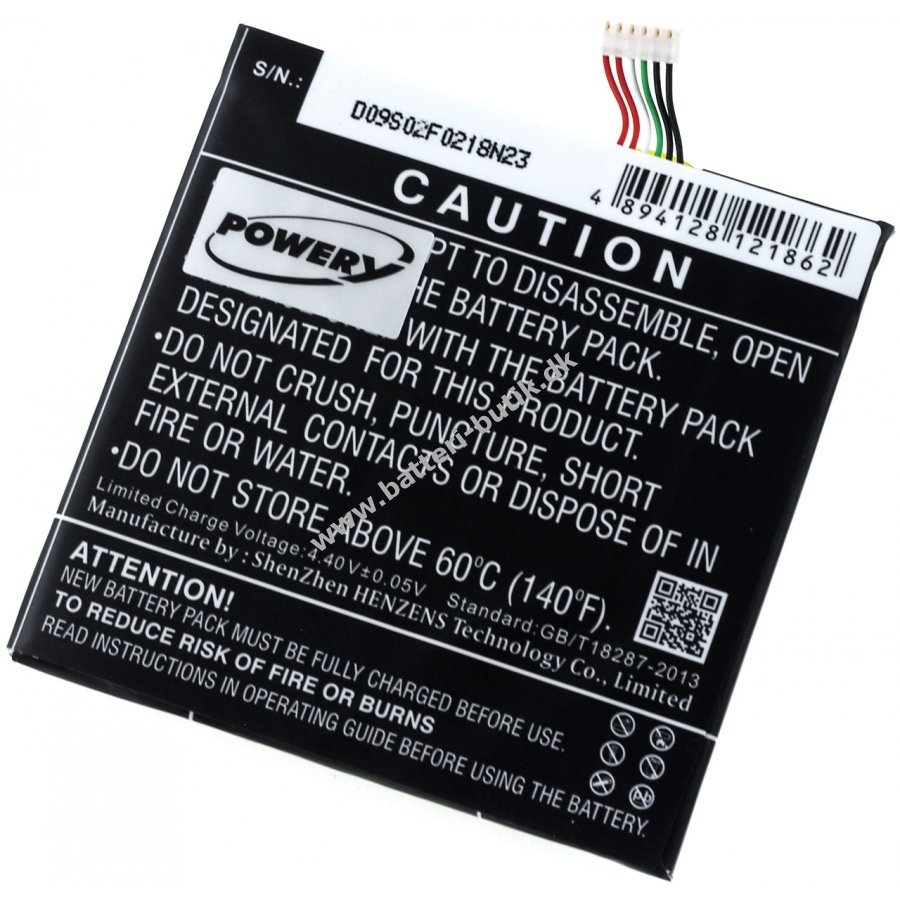 S/N.:
D09S02F0218N23
4 894128 121862
CAUTION
POWERY
PT TO DISASSEMBLE, OPEN
HE BATTERY PACK.
DESIGNATED WITH THE BATTERY PACK
FOR THIS PRODUCT.
•DO NOT CRUSH, PUNCTURE, SHORT
EXTERNAL CONTACTS OR DISPOSE OF IN
FIRE OR WATER.
•DO NOT STORE ABOVE 60°C (140°F).
Limited Charge Voltage: 4.40V±0.05V Standard:GB/T18287-2013
Manufacture by: ShenZhen HENZENS Technology Co., Limited
ATTENTION!
NEW BATTERY PACK MUST BE FULLY CHARGED BEFORE USE.
TO REDUCE RISK OF FIRE OR BURNS
READ INSTRUCTIONS IN OPERATING GUIDE BEFORE USING THE BATTERY.
Pb
www.batteri-butik.dk